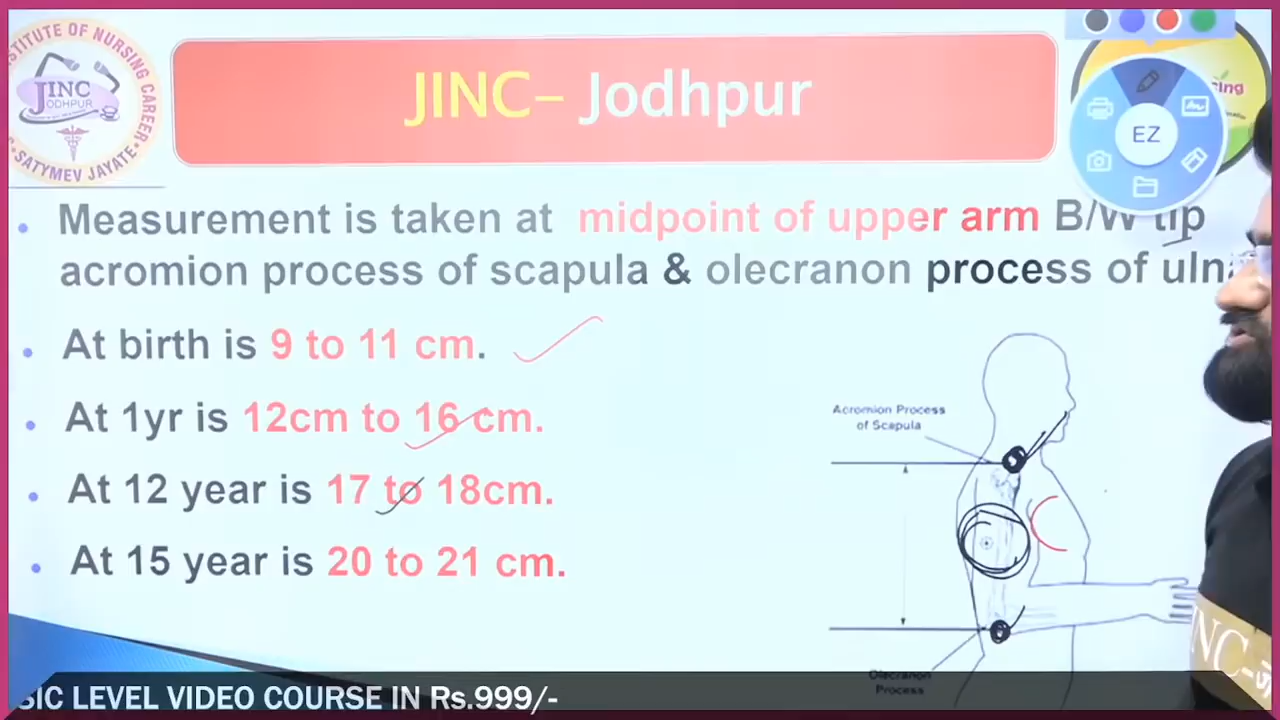 JINC- Jodhpur
INSTITUTE OF NURSING CAREER
JINC
JODHPUR
SATYMEV JAYATE
EZ
Measurement is taken at midpoint of upper arm B/W tip
acromion process of scapula & olecranon process of ulna
At birth is 9 to 11 cm.
At 1yr is 12cm to 16 cm.
At 12 year is 17 to 18cm.
At 15 year is 20 to 21 cm.
Acromion Process
of Scapula
Olecranon
Process
SIC LEVEL VIDEO COURSE IN Rs.999/-